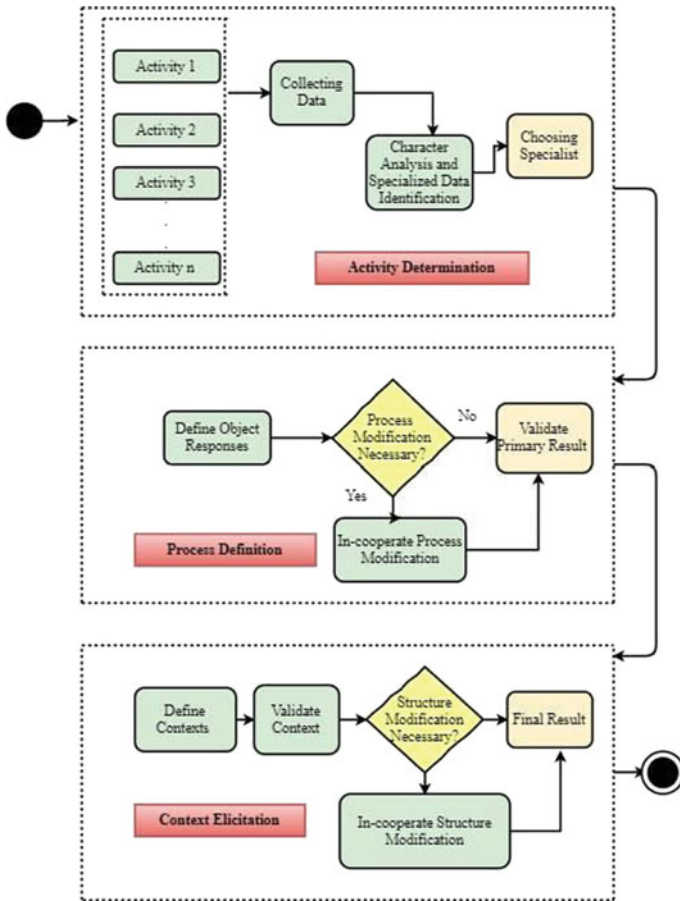 Activity 1
Activity 2
Activity 3
.
.
Activity n
Collecting
Data
Character
Analysis and
Specialized Data
Identification
Choosing
Specialist
Activity Determination
Define Object
Responses
Process
Modification
Necessary?
No
Yes
Validate
Primary Result
In-cooperate Process
Modification
Process Definition
Define
Contexts
Validate
Context
Structure
Modification
Necessary?
Final Result
In-cooperate Structure
Modification
Context Elicitation